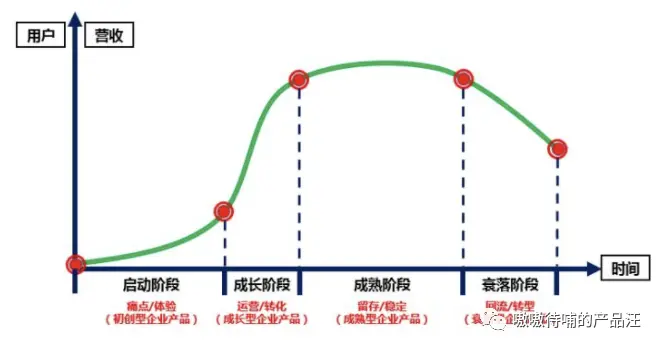 用户
营收
时间
启动阶段
成长阶段
成熟阶段
衰落阶段
痛点/体验
运营/转化
留存/稳定
回流/转型
（初创型企业产品）
（成长型企业产品）
（成熟型企业产品）
（衰
嗷嗷待哺的产品汪